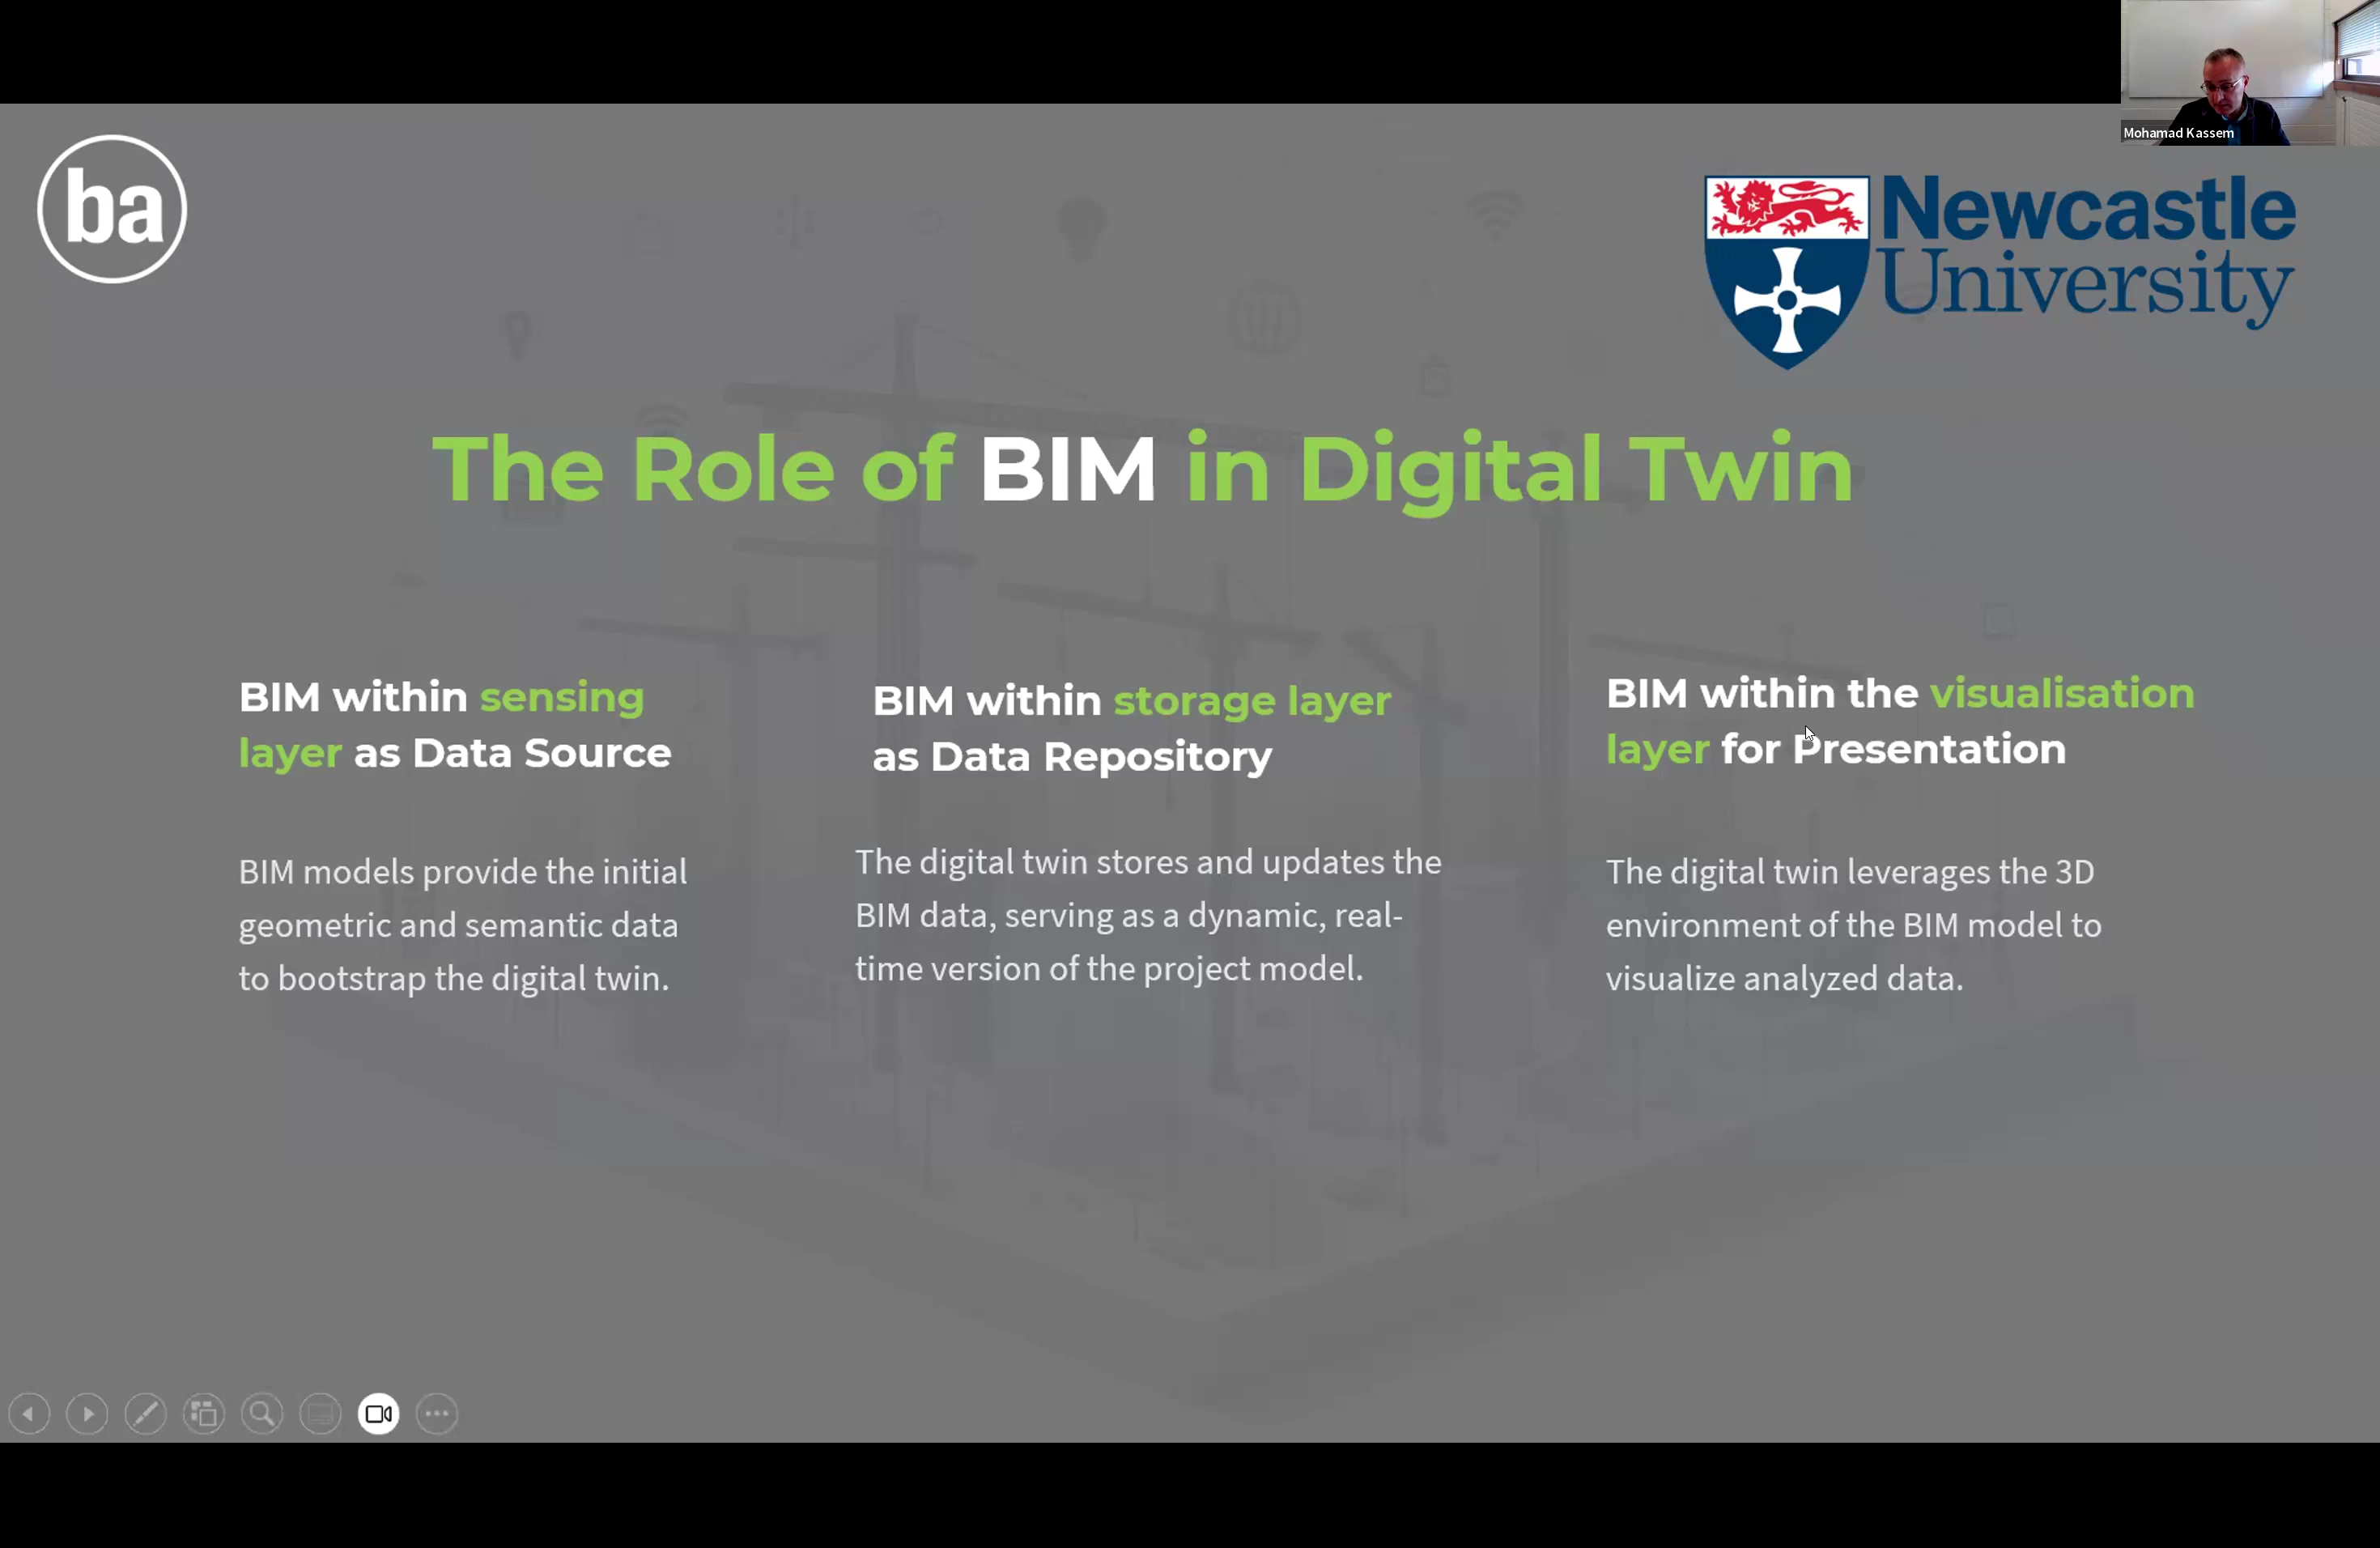 Mohamad Kassem
ba
Newcastle
University
The Role of BIM in Digital Twin
BIM within sensing
layer as Data Source
BIM models provide the initial
geometric and semantic data
to bootstrap the digital twin.
BIM within storage layer
as Data Repository
The digital twin stores and updates the
BIM data, serving as a dynamic, real-
time version of the project model.
BIM within the visualisation
layer for Presentation
The digital twin leverages the 3D
environment of the BIM model to
visualize analyzed data.